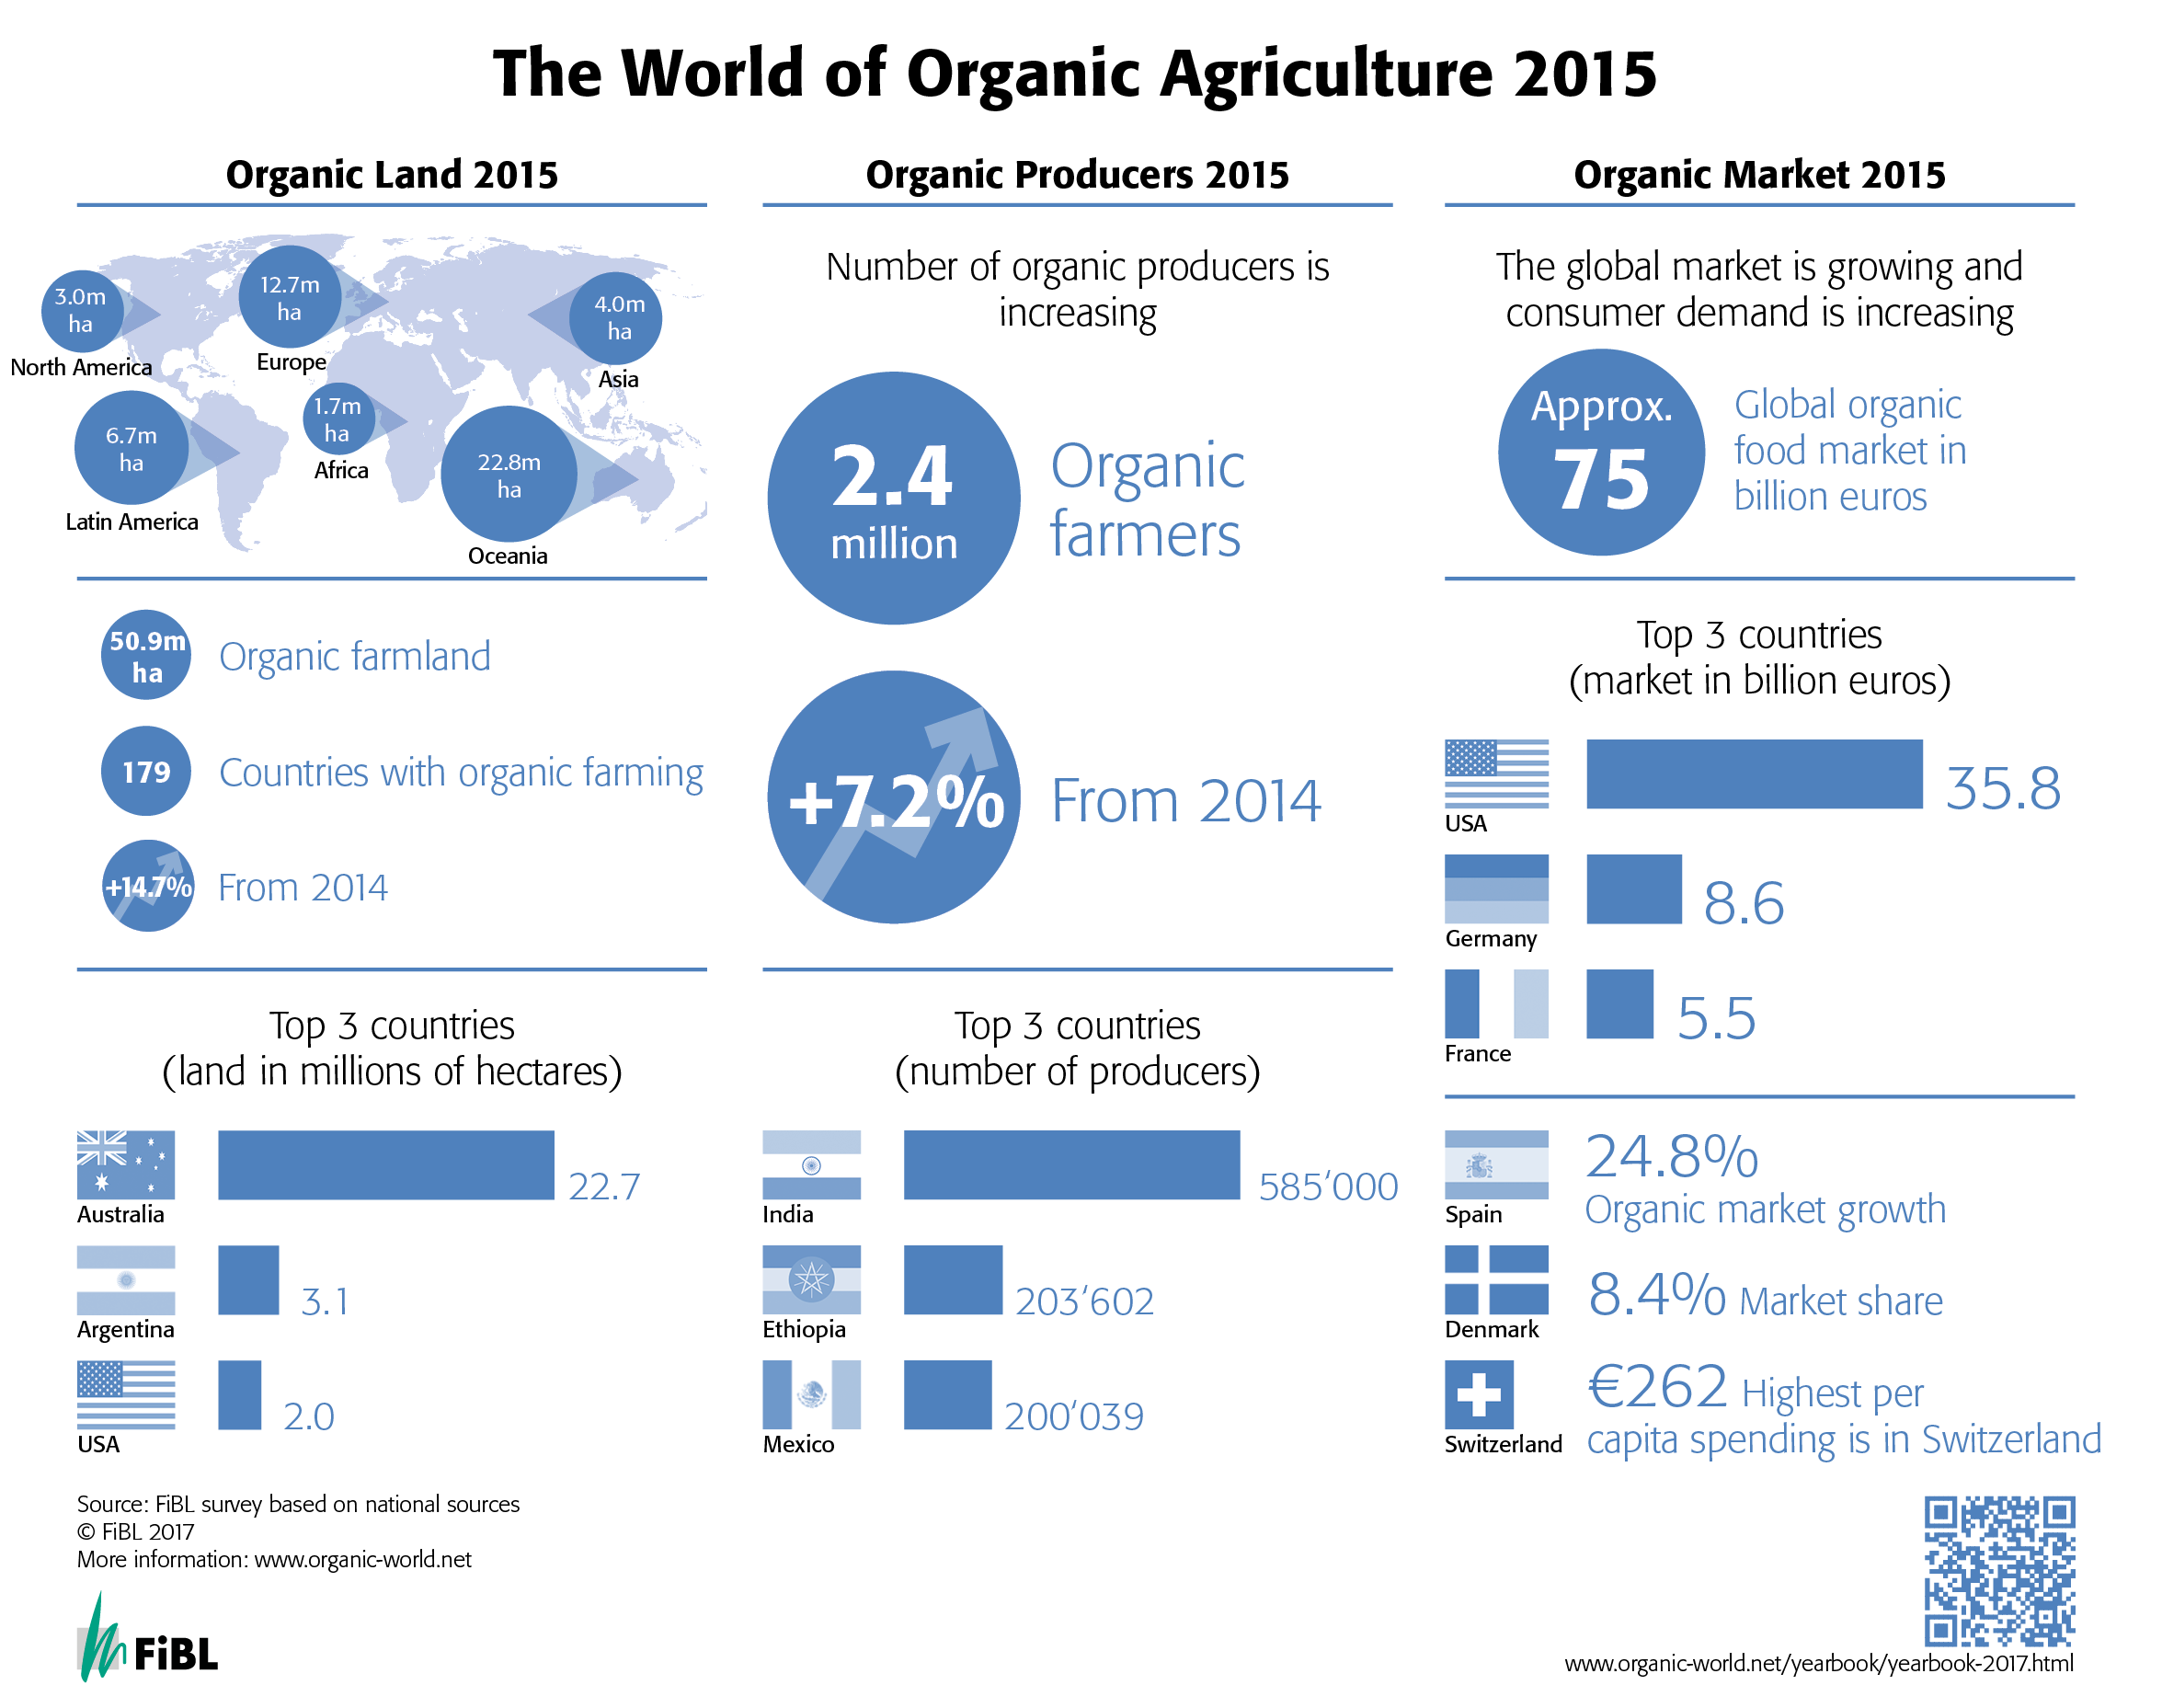 The World of Organic Agriculture 2015
Organic Land 2015
3.0m
ha
North America
12.7m
ha
Europe
4.0m
ha
Asia
6.7m
ha
Latin America
1.7m
ha
Africa
22.8m
ha
Oceania
50.9m
ha
Organic farmland
179
Countries with organic farming
+14.7%
From 2014
Top 3 countries
(land in millions of hectares)
Australia
22.7
Argentina
3.1
USA
2.0
Organic Producers 2015
Number of organic producers is
increasing
2.4
million
Organic
farmers
+7.2%
From 2014
Top 3 countries
(number of producers)
India
585‘000
Ethiopia
203‘602
Mexico
200‘039
Organic Market 2015
The global market is growing and
consumer demand is increasing
Approx.
75
Global organic
food market in
billion euros
Top 3 countries
(market in billion euros)
USA
35.8
Germany
8.6
France
5.5
Spain
24.8%
Organic market growth
Denmark
8.4% Market share
Switzerland
€262 Highest per
capita spending is in Switzerland
Source: FiBL survey based on national sources
© FiBL 2017
More information: www.organic-world.net
FiBL
www.organic-world.net/yearbook/yearbook-2017.html